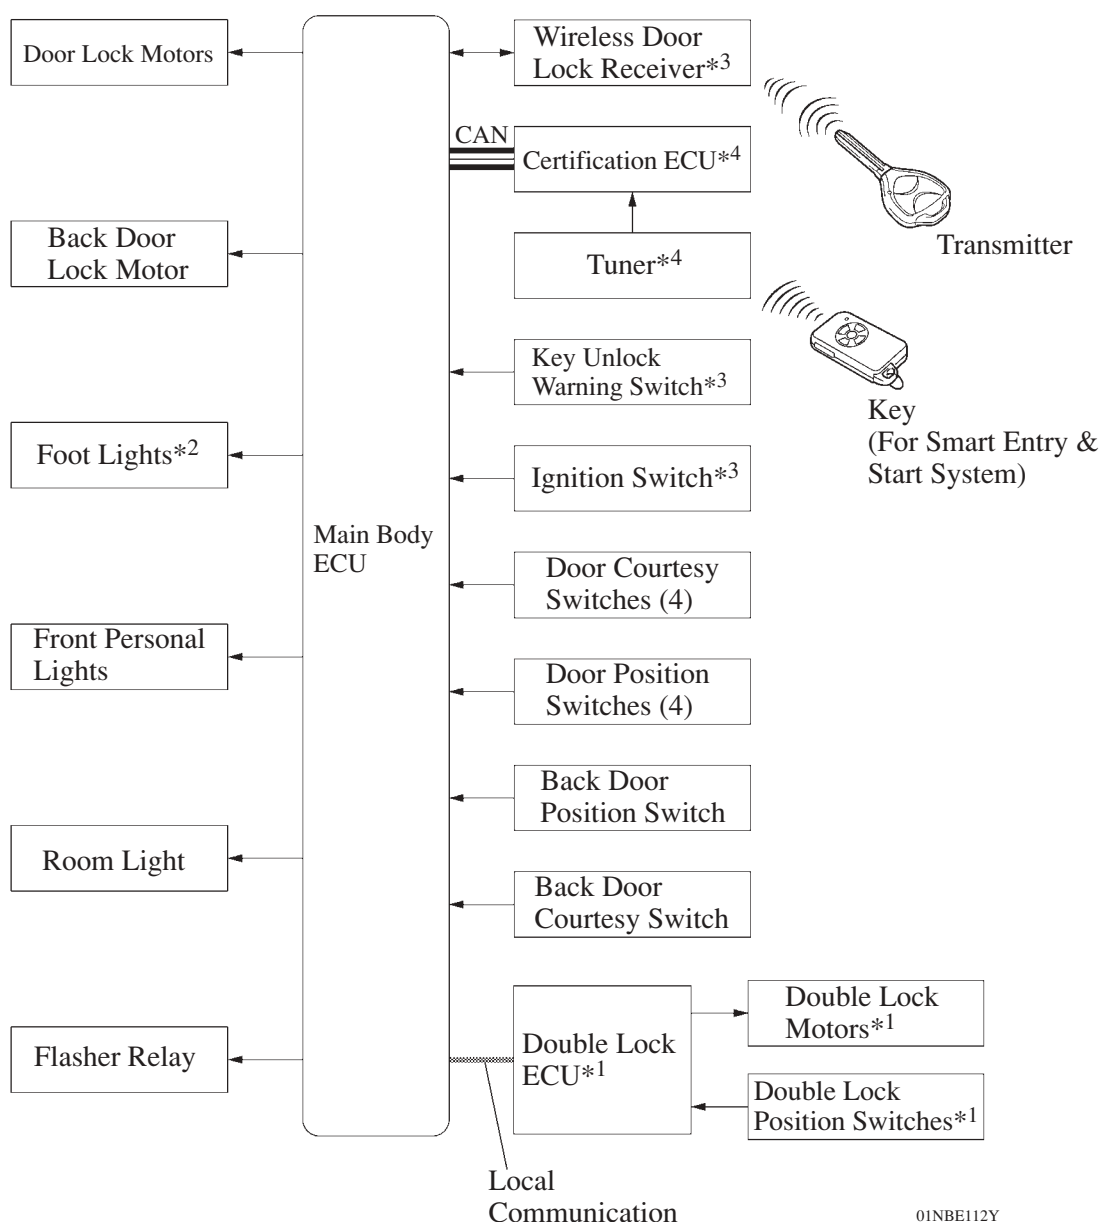 Door Lock Motors
Wireless Door
Lock Receiver*3
CAN
Certification ECU*4
Transmitter
Back Door
Lock Motor
Tuner*4
Key Unlock
Warning Switch*3
Key
(For Smart Entry &
Start System)
Foot Lights*2
Ignition Switch*3
Main Body
ECU
Door Courtesy
Switches (4)
Front Personal
Lights
Door Position
Switches (4)
Back Door
Position Switch
Room Light
Back Door
Courtesy Switch
Double Lock
Motors*1
Flasher Relay
Double Lock
ECU*1
Double Lock
Position Switches*1
Local
Communication
01NBE112Y